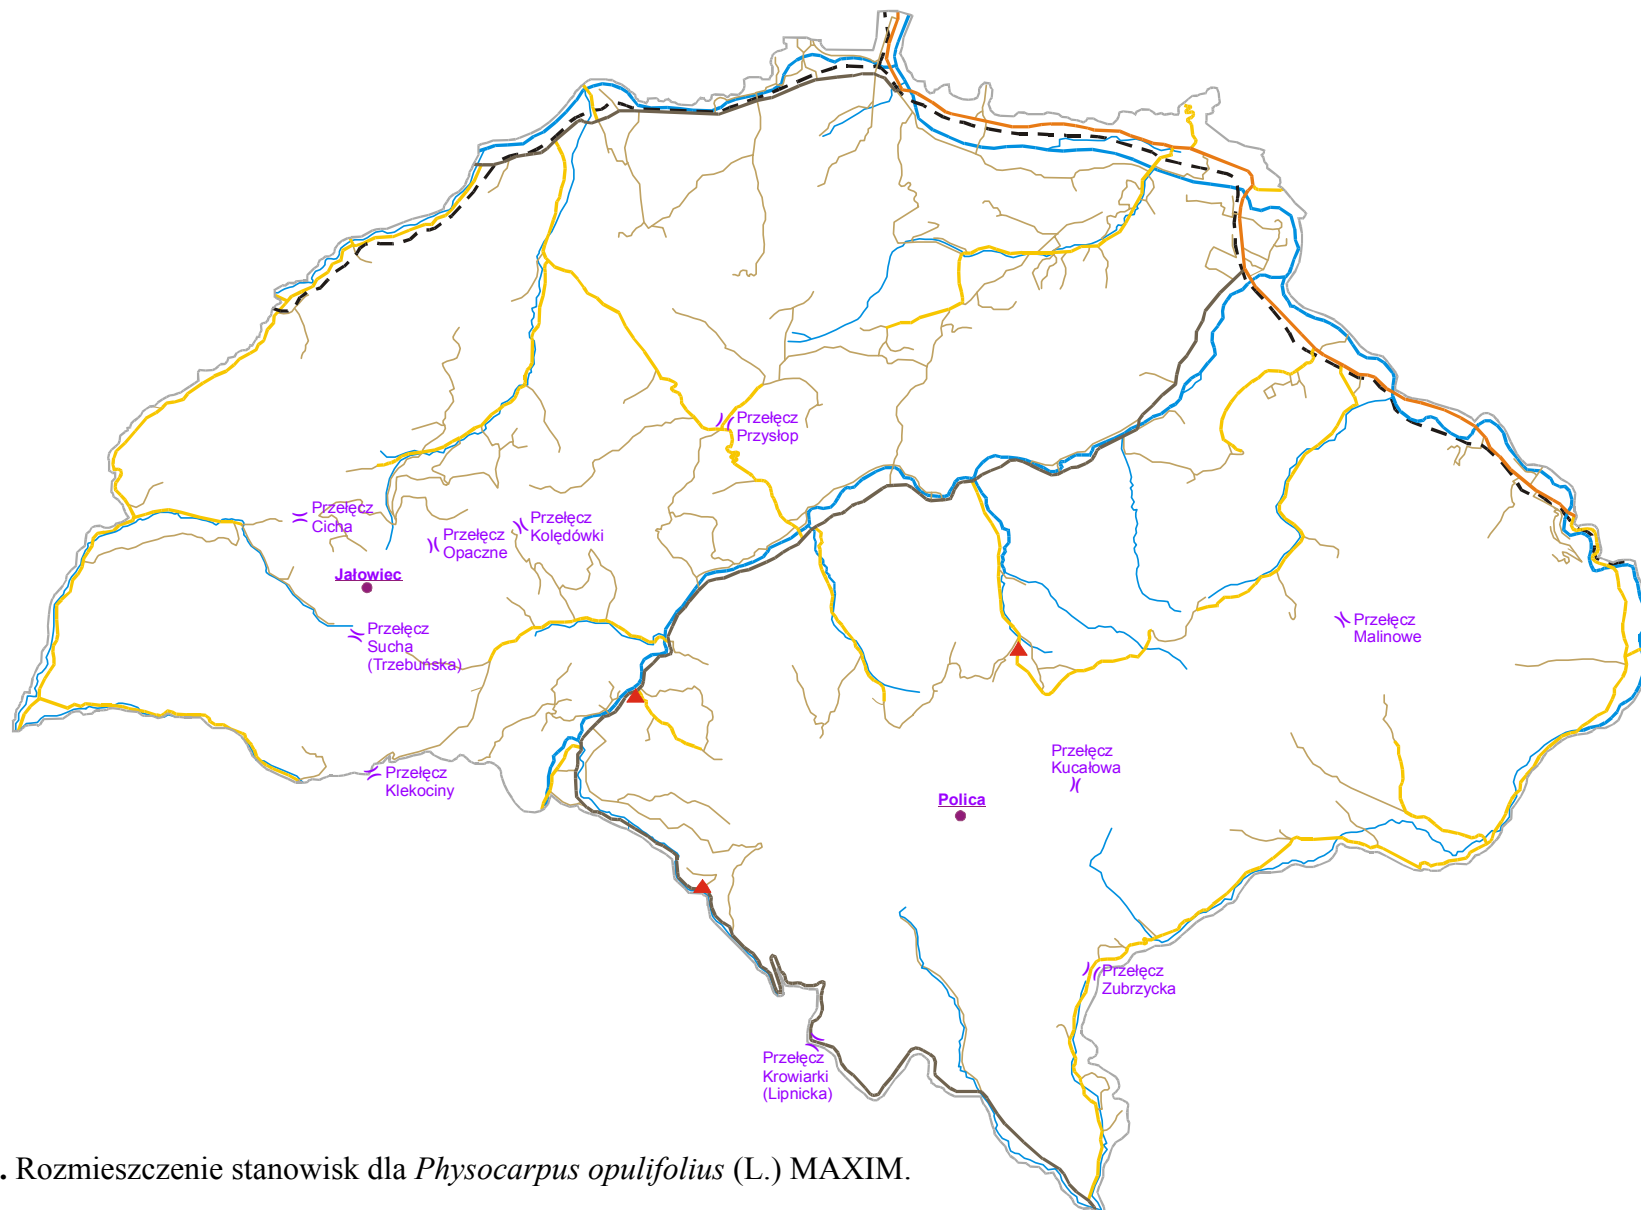 Przełęcz
Przysłop
Przełęcz
Cicha
Przełęcz
Kolędówki
Przełęcz
Opaczne
Jałowiec
Przełęcz
Sucha
(Trzebuńska)
Przełęcz
Malinowe
Przełęcz
Kucałowa
Przełęcz
Klekociny
Polica
Przełęcz
Zubrzycka
Przełęcz
Krowiarki
(Lipnicka)
. Rozmieszczenie stanowisk dla Physocarpus opulifolius (L.) MAXIM.